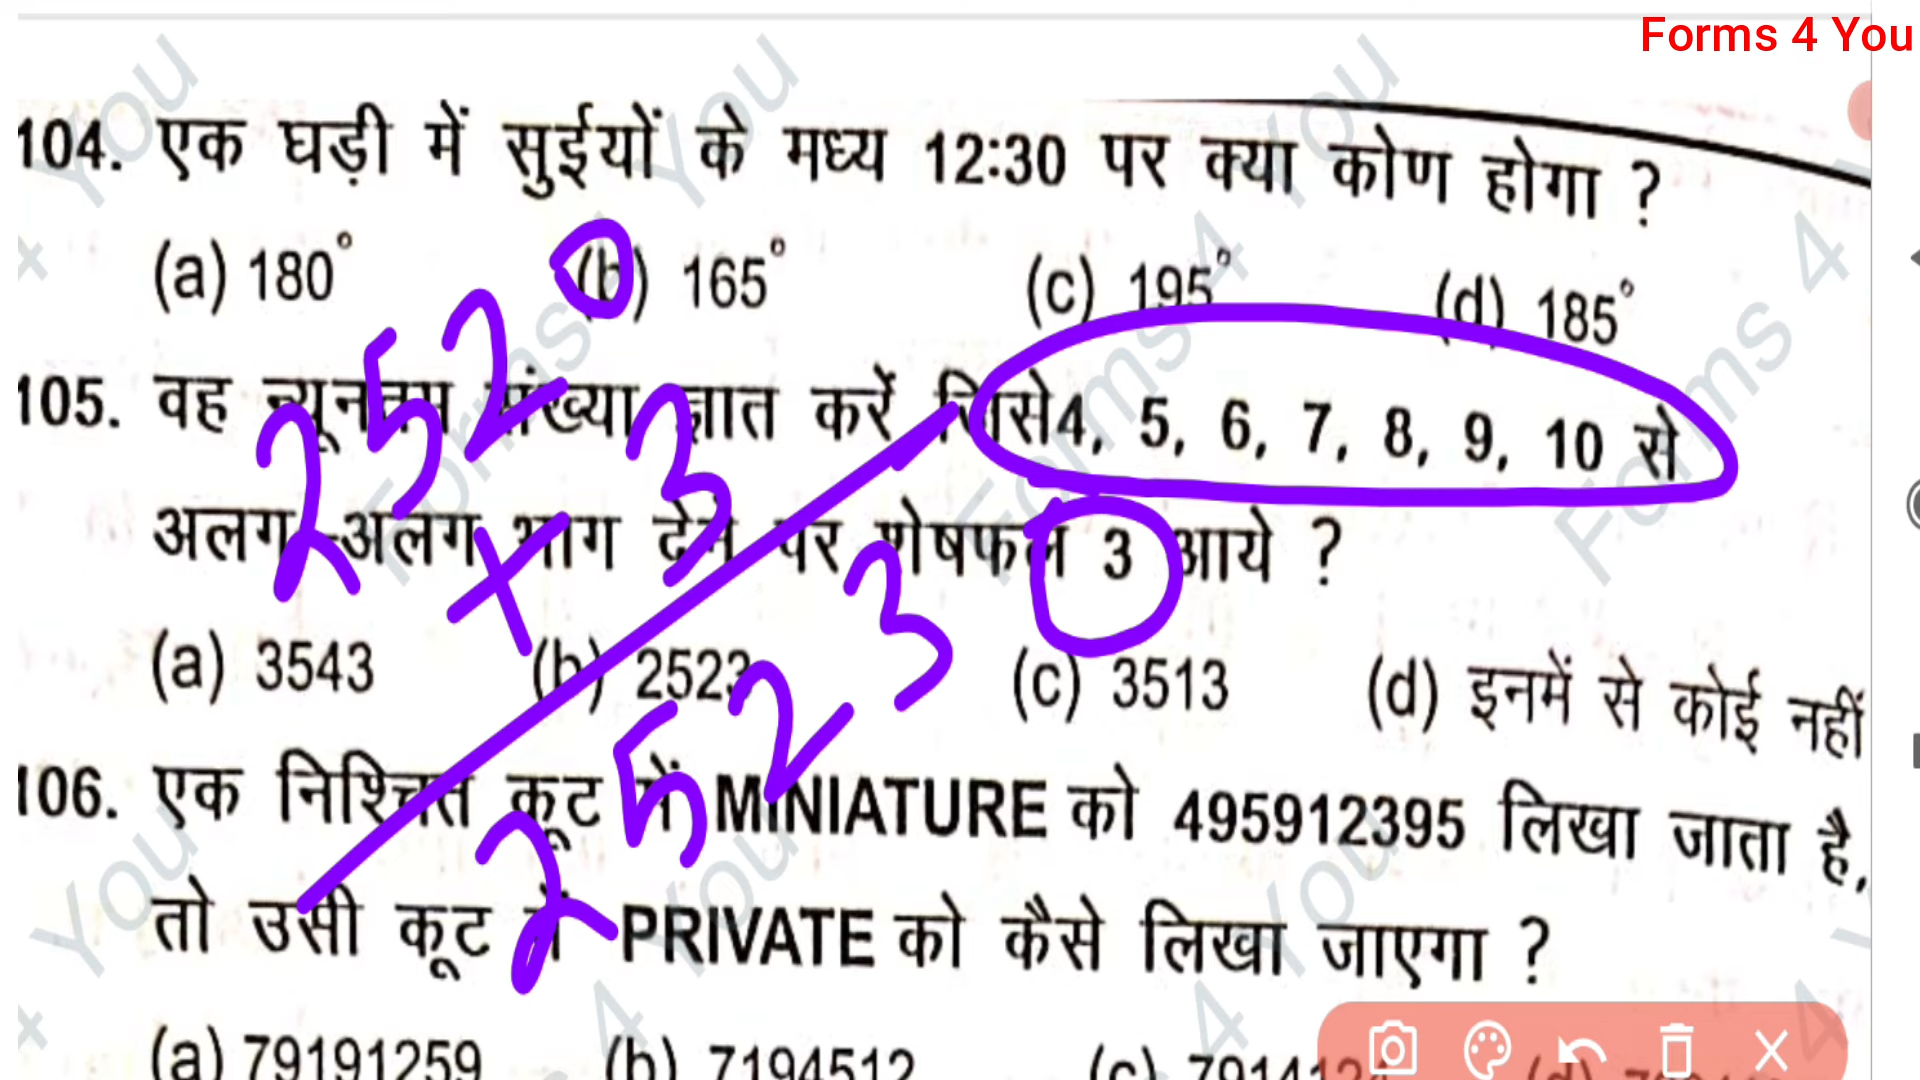 Forms 4 You
104. एक घड़ी में सुईयों के मध्य 12:30 पर क्या कोण होगा ?
(a) 180° (b) 165° (c) 195° (d) 185°
2520
105. वह न्यूनतम संख्या ज्ञात करें जिसे4, 5, 6, 7, 8, 9, 10 से
+ 3
अलग-अलग भाग देने पर शेषफल 3 आये ?
(a) 3543 (b) 2523 (c) 3513 (d) इनमें से कोई नहीं
2523
106. एक निश्चित कूट में MINIATURE को 495912395 लिखा जाता है,
तो उसी कूट में PRIVATE को कैसे लिखा जाएगा ?
(a) 79191259 (b) 7194512 (c) (d)